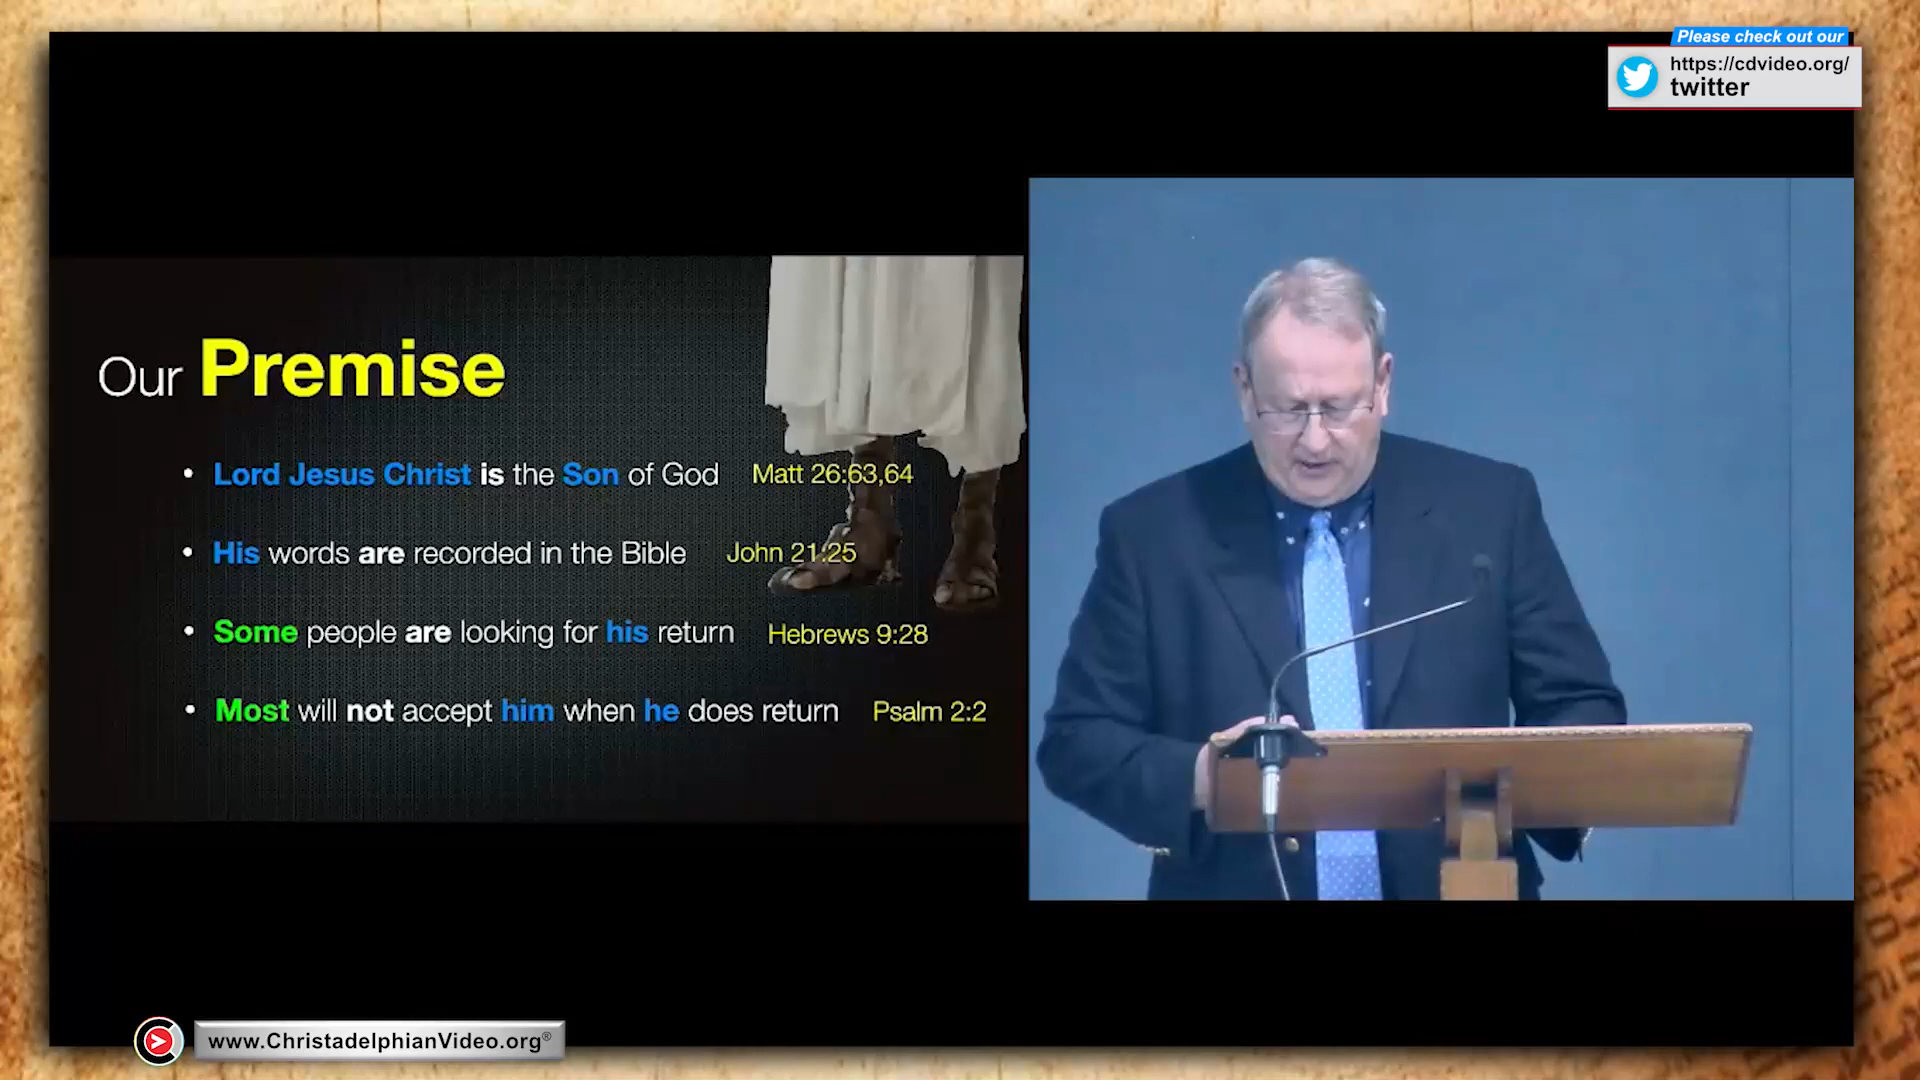 Please check out our
https://cdvideo.org/
twitter
Our Premise
• Lord Jesus Christ is the Son of God Matt 26:63,64
• His words are recorded in the Bible John 21:25
• Some people are looking for his return Hebrews 9:28
• Most will not accept him when he does return Psalm 2:2
www.ChristadelphianVideo.org®